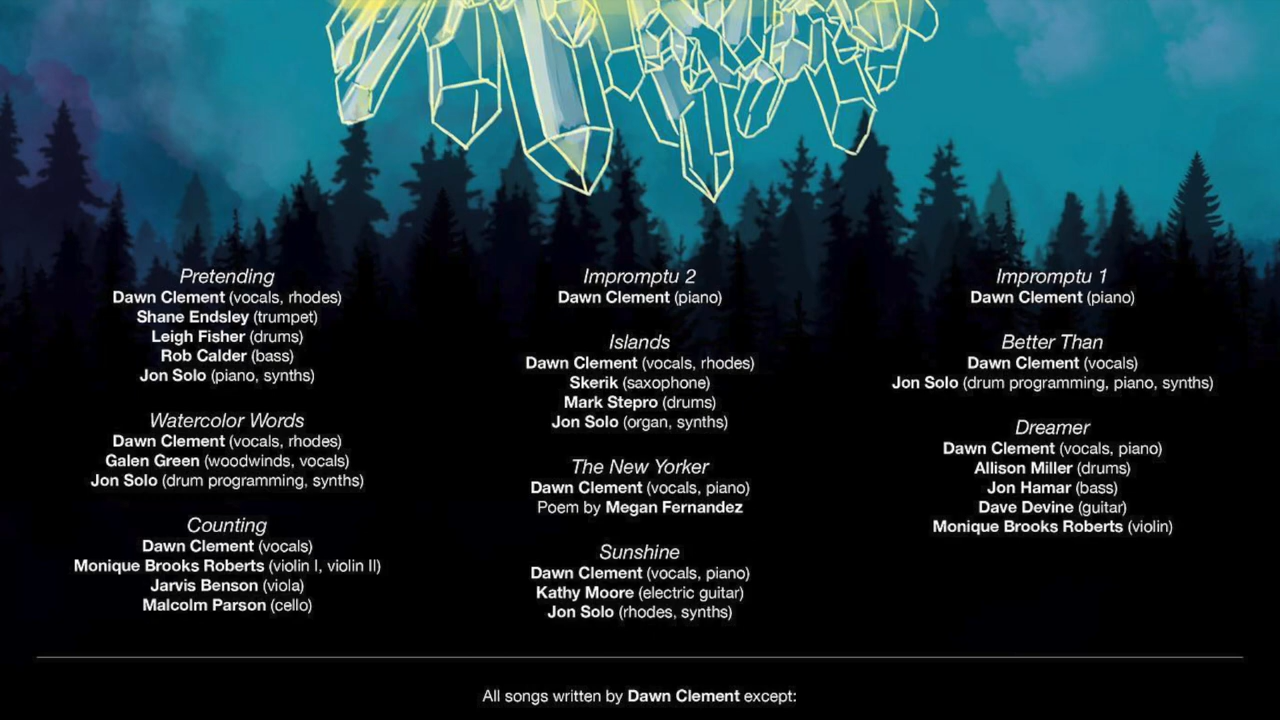 Pretending
Dawn Clement (vocals, rhodes)
Shane Endsley (trumpet)
Leigh Fisher (drums)
Rob Calder (bass)
Jon Solo (piano, synths)
Watercolor Words
Dawn Clement (vocals, rhodes)
Galen Green (woodwinds, vocals)
Jon Solo (drum programming, synths)
Counting
Dawn Clement (vocals)
Monique Brooks Roberts (violin I, violin II)
Jarvis Benson (viola)
Malcolm Parson (cello)
Impromptu 2
Dawn Clement (piano)
Islands
Dawn Clement (vocals, rhodes)
Skerik (saxophone)
Mark Stepro (drums)
Jon Solo (organ, synths)
The New Yorker
Dawn Clement (vocals, piano)
Poem by Megan Fernandez
Sunshine
Dawn Clement (vocals, piano)
Kathy Moore (electric guitar)
Jon Solo (rhodes, synths)
Impromptu 1
Dawn Clement (piano)
Better Than
Dawn Clement (vocals)
Jon Solo (drum programming, piano, synths)
Dreamer
Dawn Clement (vocals, piano)
Allison Miller (drums)
Jon Hamar (bass)
Dave Devine (guitar)
Monique Brooks Roberts (violin)
All songs written by Dawn Clement except: